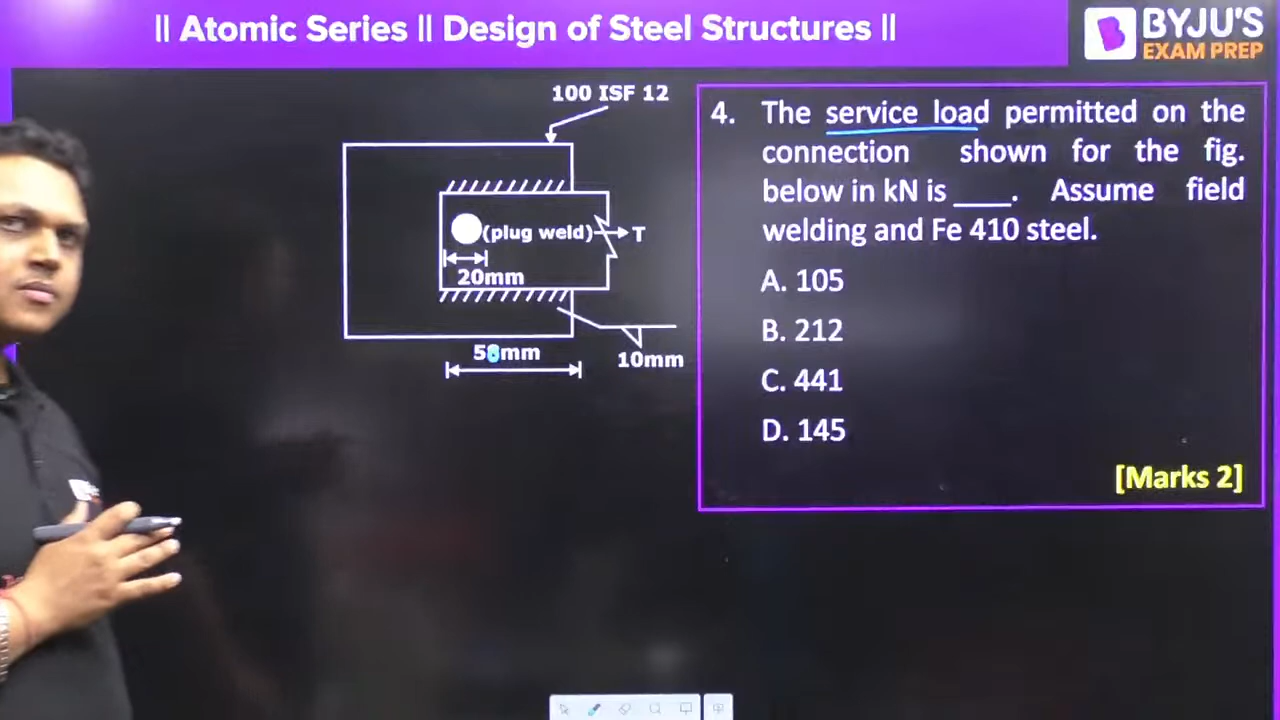 || Atomic Series || Design of Steel Structures ||
BYJU'S
EXAM PREP
100 ISF 12
(plug weld)
T
20mm
mm
10mm
4. The service load permitted on the
connection shown for the fig.
below in kN is ____. Assume field
welding and Fe 410 steel.
A. 105
B. 212
C. 441
D. 145
[Marks 2]